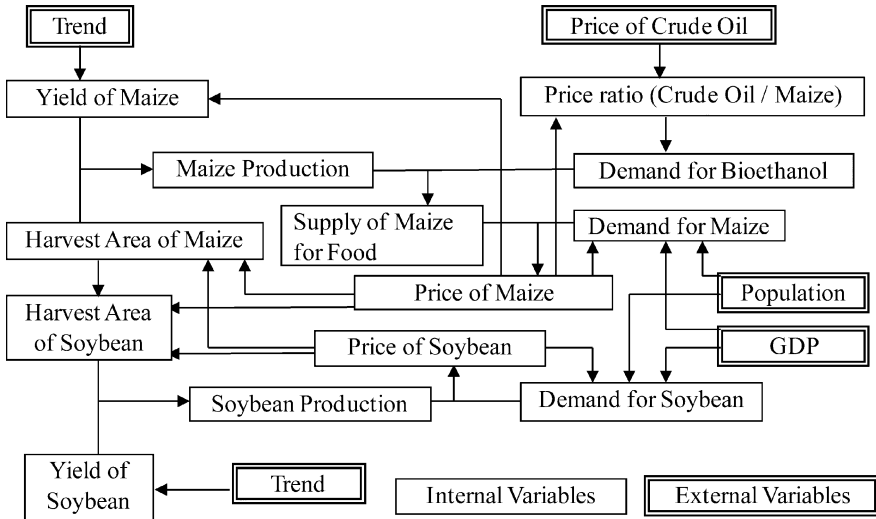 Trend
Price of Crude Oil
Yield of Maize
Price ratio (Crude Oil / Maize)
Maize Production
Demand for Bioethanol
Supply of Maize
for Food
Demand for Maize
Harvest Area of Maize
Price of Maize
Population
Harvest Area
of Soybean
Price of Soybean
GDP
Soybean Production
Demand for Soybean
Yield of
Soybean
Trend
Internal Variables
External Variables